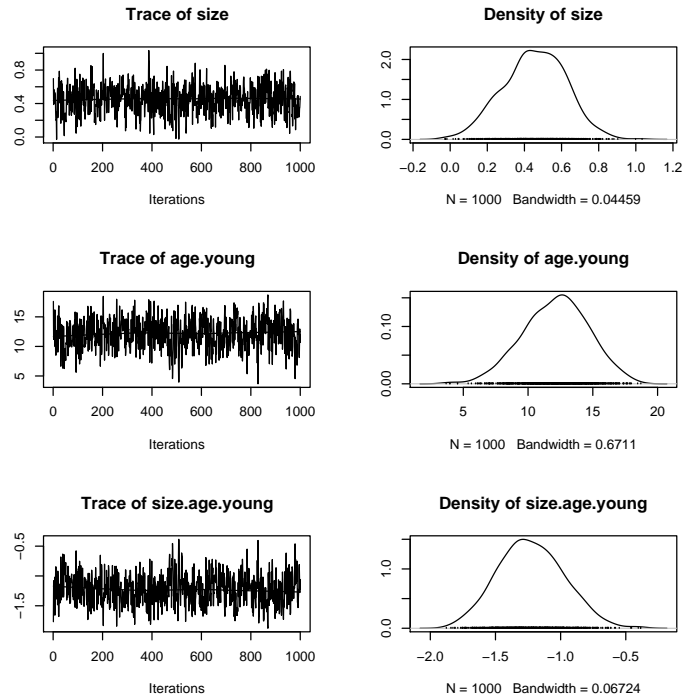 Trace of size
0.0 0.4 0.8
0 200 400 600 800 1000
Iterations
Density of size
0.0 1.0 2.0
−0.2 0.0 0.2 0.4 0.6 0.8 1.0 1.2
N = 1000 Bandwidth = 0.04459
Trace of age.young
5 10 15
0 200 400 600 800 1000
Iterations
Density of age.young
0.00 0.10
5 10 15 20
N = 1000 Bandwidth = 0.6711
Trace of size.age.young
−1.5 −0.5
0 200 400 600 800 1000
Iterations
Density of size.age.young
0.0 1.0
−2.0 −1.5 −1.0 −0.5
N = 1000 Bandwidth = 0.06724